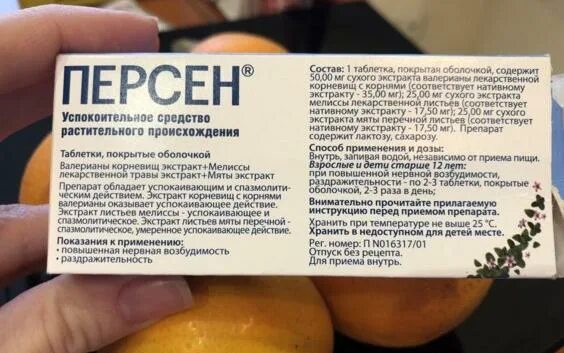 ПЕРСЕН®
Успокоительное средство
растительного происхождения
Таблетки, покрытые оболочкой
Валерианы корневищ экстракт+Мелиссы
лекарственной травы экстракт+Мяты экстракт
Препарат обладает успокаивающим и спазмолити-
ческим действием. Экстракт корневищ с корнями
валерианы оказывает успокаивающее действие.
Экстракт листьев мелиссы - успокаивающее и
спазмолитическое. Экстракт листьев мяты перечной -
спазмолитическое, умеренное успокаивающее действие.
Показания к применению:
• повышенная нервная возбудимость
• раздражительность
Состав: 1 таблетка, покрытая оболочкой, содержит
50,00 мг сухого экстракта валерианы лекарственной
корневищ с корнями (соответствует нативному
экстракту - 35,00 мг); 25,00 мг сухого экстракта
мелиссы лекарственной листьев (соответствует
нативному экстракту - 17,50 мг); 25,00 мг сухого
экстракта мяты перечной листьев (соответствует
нативному экстракту - 17,50 мг). Препарат
содержит лактозу, сахарозу.
Способ применения и дозы:
Внутрь, запивая водой, независимо от приема пищи.
Взрослые и дети старше 12 лет:
при повышенной нервной возбудимости,
раздражительности - по 2-3 таблетки, покрытые
оболочкой, 2-3 раза в день;
Внимательно прочитайте прилагаемую
инструкцию перед приемом препарата.
Хранить при температуре не выше 25 °С.
Хранить в недоступном для детей месте.
Рег. номер: П N016317/01
Отпуск без рецепта.
Для приема внутрь.